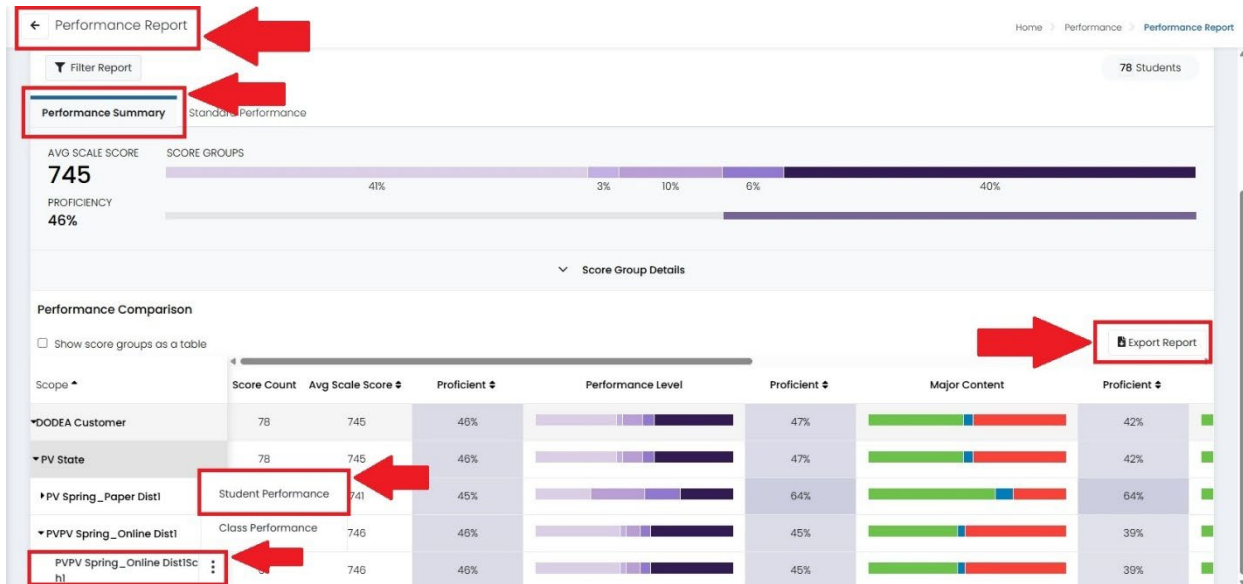 Performance Report
Home > Performance > Performance Report
Filter Report
78 Students
Performance Summary
Standard Performance
AVG SCALE SCORE
SCORE GROUPS
745
41% 3% 10% 6% 40%
PROFICIENCY
46%
Score Group Details
Performance Comparison
Show score groups as a table
Export Report
Scope Score Count Avg Scale Score Proficient Performance Level Proficient Major Content Proficient
DODEA Customer 78 745 46% 47% 42%
PV State 78 745 46% 47% 42%
PV Spring_Paper Dist1 Student Performance 741 45% 64% 64%
PVPV Spring_Online Dist1 Class Performance 746 46% 45% 39%
PVPV Spring_Online Dist1Sc 746 46% 45% 39%
h1